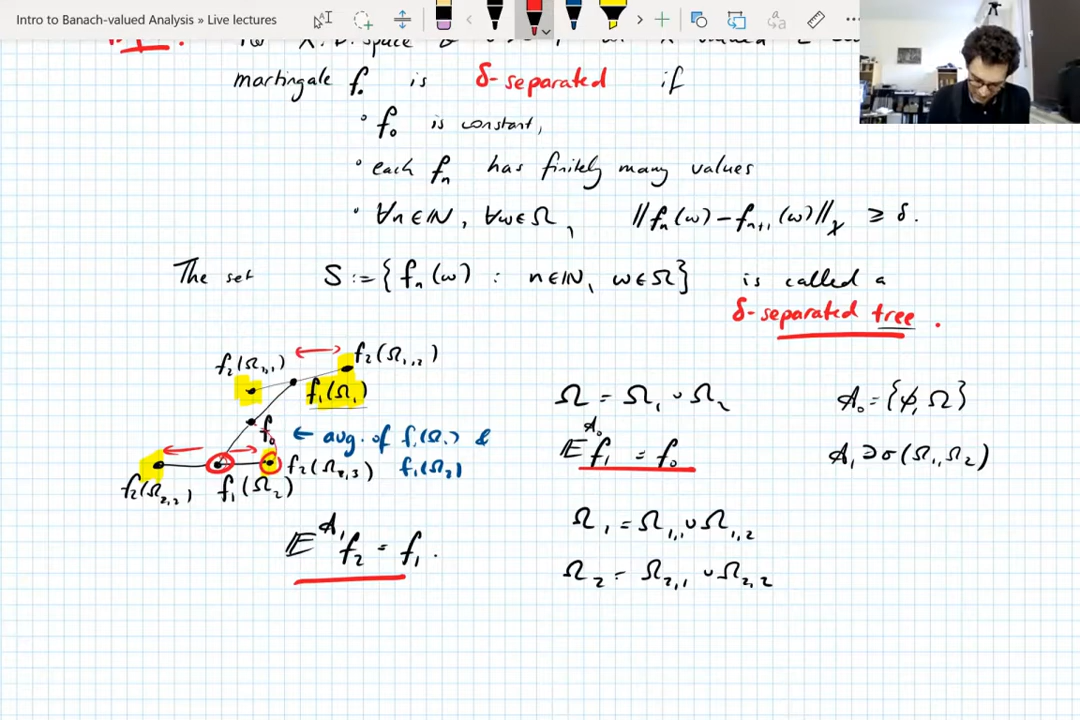 Intro to Banach-valued Analysis » Live lectures
martingale f. is δ-separated if
• f₀ is constant,
• each fₙ has finitely many values
• ∀n∈ℕ, ∀ω∈Ω, ‖fₙ(ω)-fₙ₊₁(ω)‖_X ≥ δ.
The set S := {fₙ(ω) : n∈ℕ, ω∈Ω} is called a
δ-separated tree.
f₂(Ω₁,₁) f₂(Ω₁,₂)
f₁(Ω₁)
f₀ ← avg. of f₁(Ω₁) &
f₁(Ω₂)
f₂(Ω₂,₂) f₁(Ω₂) f₂(Ω₂,₃)
𝔼^𝒜₁ f₂ = f₁.
Ω = Ω₁ ∪ Ω₂ 𝒜₀ = {∅, Ω}
𝔼^𝒜₀ f₁ = f₀ 𝒜₁ ⊃ σ(Ω₁, Ω₂)
Ω₁ = Ω₁,₁ ∪ Ω₁,₂
Ω₂ = Ω₂,₁ ∪ Ω₂,₂